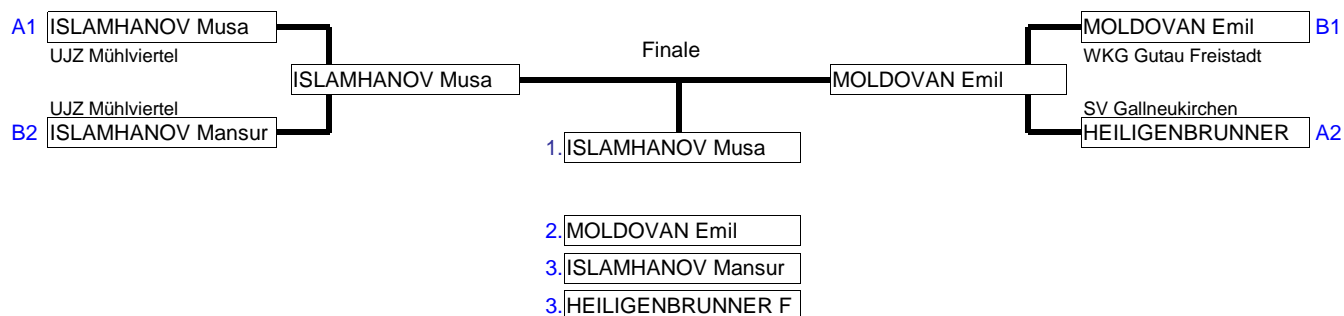 A1 ISLAMHANOV Musa
UJZ Mühlviertel
MOLDOVAN Emil B1
WKG Gutau Freistadt
Finale
ISLAMHANOV Musa
MOLDOVAN Emil
UJZ Mühlviertel
B2 ISLAMHANOV Mansur
SV Gallneukirchen
HEILIGENBRUNNER A2
1. ISLAMHANOV Musa
2. MOLDOVAN Emil
3. ISLAMHANOV Mansur
3. HEILIGENBRUNNER F